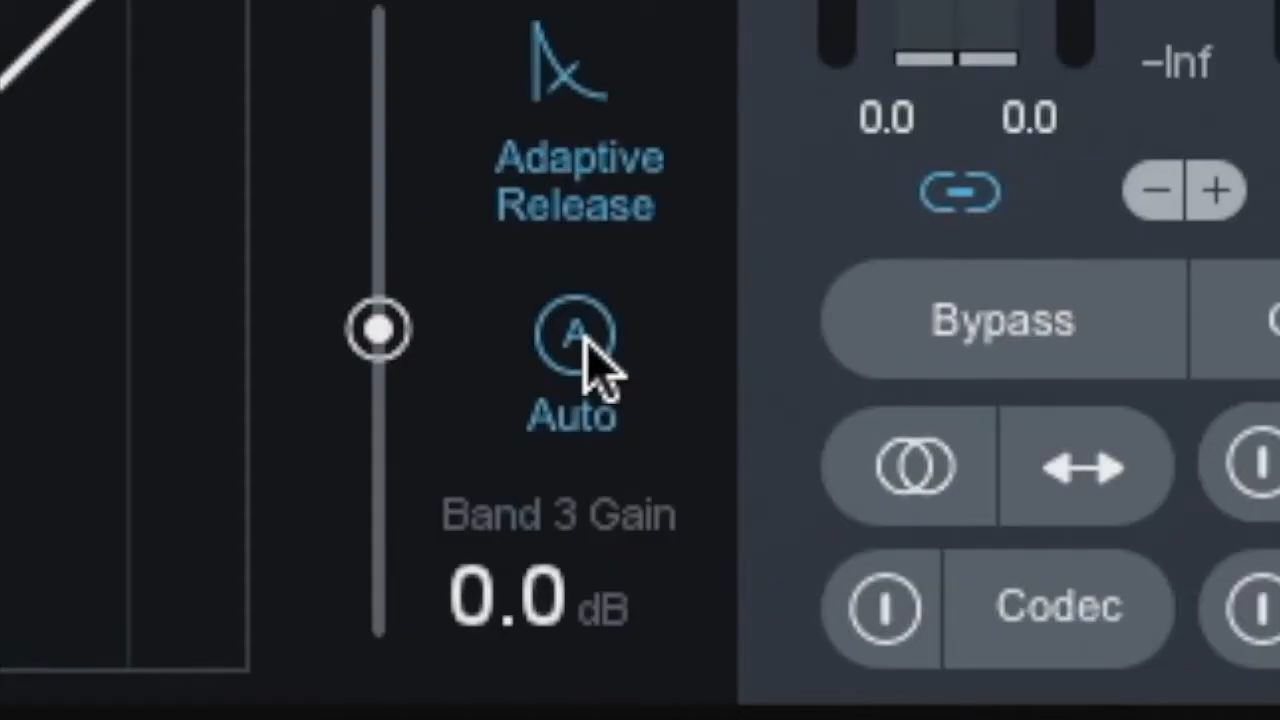 -Inf
0.0 0.0
Adaptive
Release
− +
Bypass
A
Auto
Band 3 Gain
0.0 dB
Codec